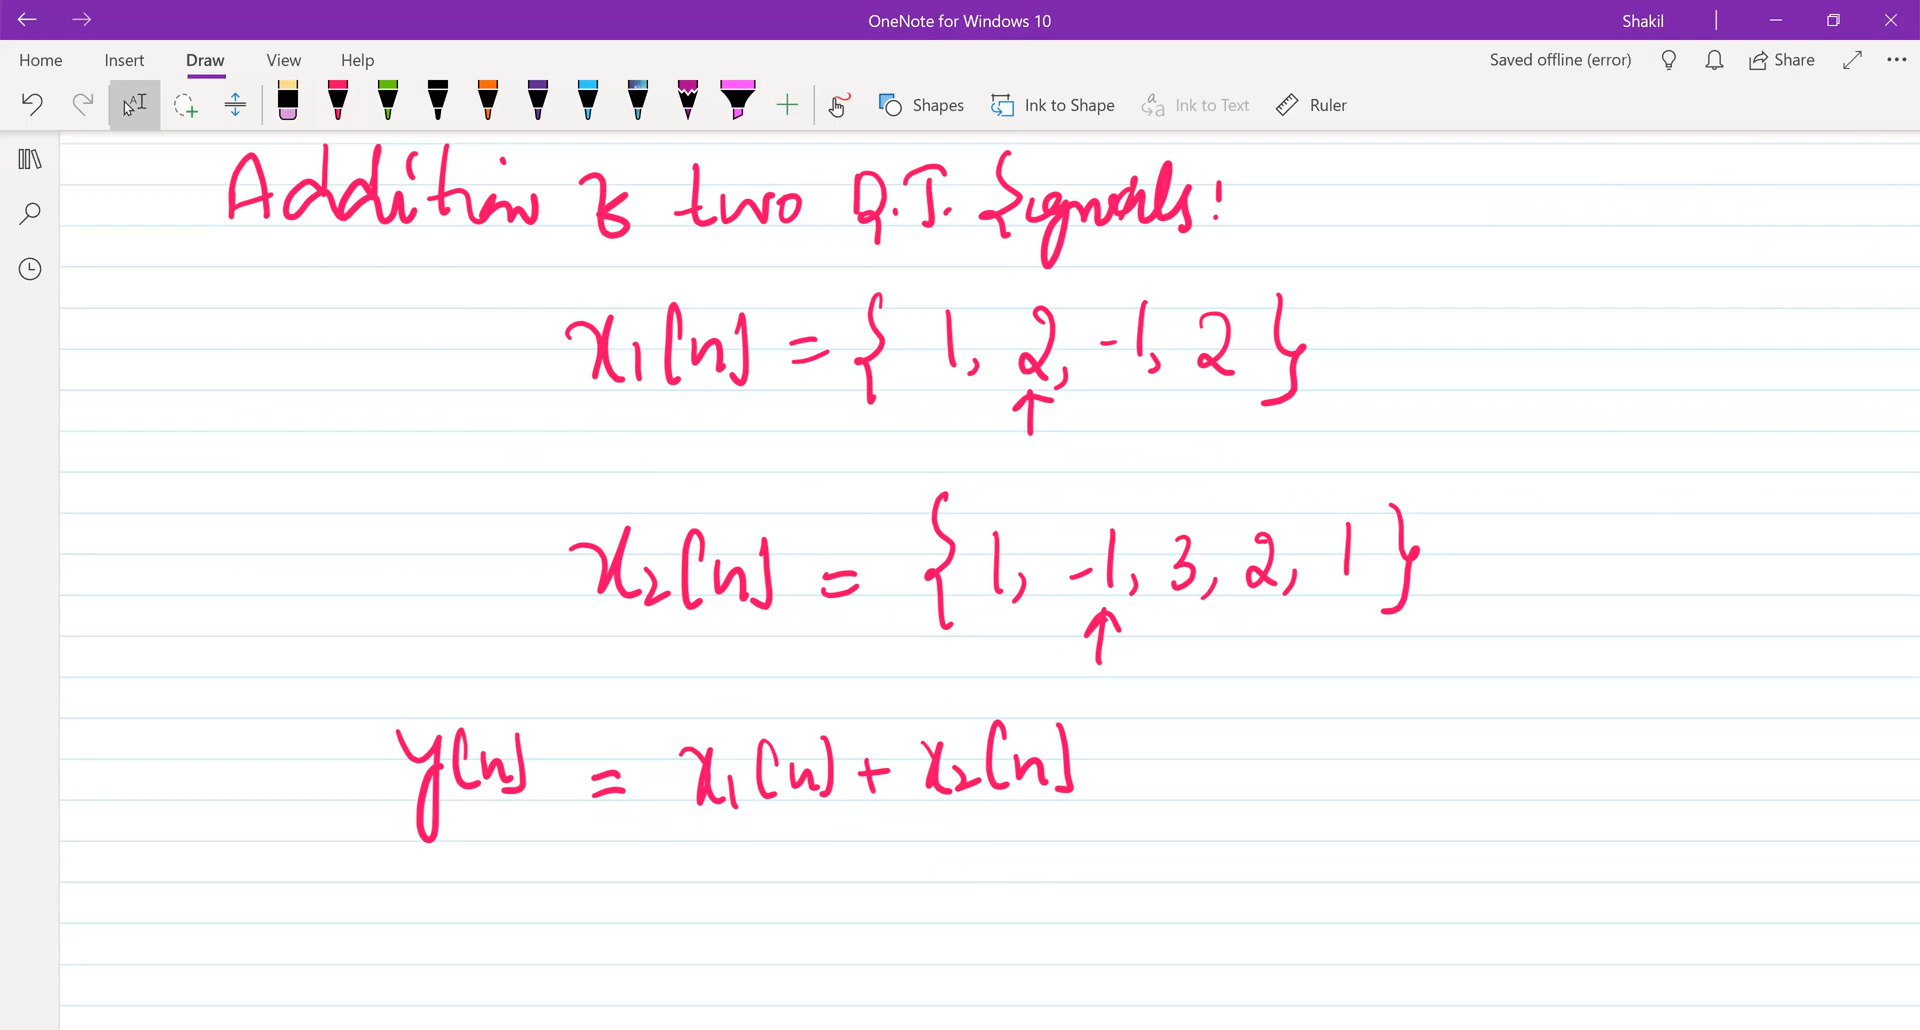 OneNote for Windows 10 Shakil
Home Insert Draw View Help Saved offline (error) Share
Shapes Ink to Shape Ink to Text Ruler
Addition of two D.T. Signals:
x₁[n] = { 1, 2, -1, 2 }
↑
x₂[n] = { 1, -1, 3, 2, 1 }
↑
y[n] = x₁[n] + x₂[n]